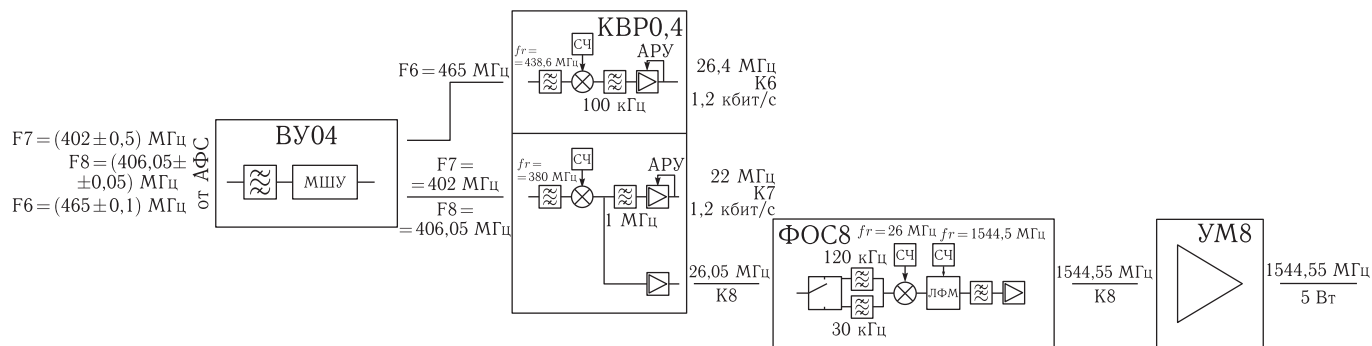 F7=(402±0,5) МГц
F8=(406,05±
±0,05) МГц
F6=(465±0,1) МГц
от АФС
ВУ04
МШУ
F6=465 МГц
F7=
=402 МГц
F8=
=406,05 МГц
КВР0,4
fr=
=438,6 МГц
СЧ
АРУ
100 кГц
26,4 МГц
К6
1,2 кбит/с
fr=
=380 МГц
СЧ
АРУ
1 МГц
22 МГц
К7
1,2 кбит/с
26,05 МГц
К8
ФОС8
fr=26 МГц
fr=1544,5 МГц
120 кГц
СЧ
СЧ
ЛФМ
30 кГц
1544,55 МГц
К8
УМ8
1544,55 МГц
5 Вт